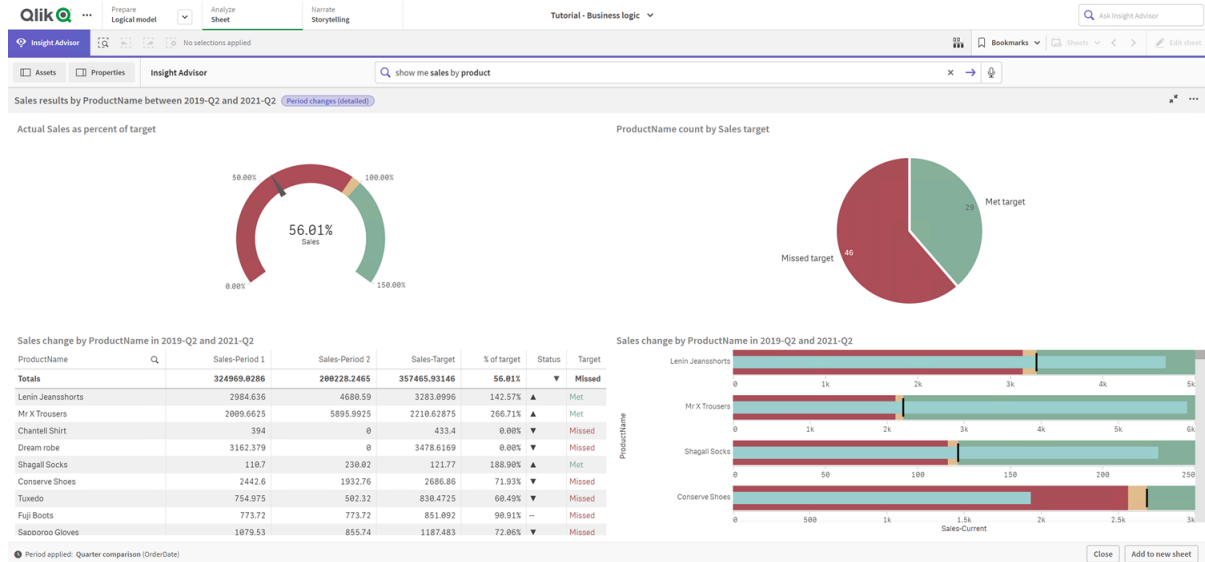 Qlik
Prepare
Logical model
Analyze
Sheet
Narrate
Storytelling
Tutorial - Business logic
Ask Insight Advisor
Insight Advisor
No selections applied
Bookmarks
Sheets
Edit sheet
Assets
Properties
Insight Advisor
show me sales by product
Sales results by ProductName between 2019-Q2 and 2021-Q2 Period changes (detailed)
Actual Sales as percent of target
50.00%
100.00%
56.01%
Sales
0.00%
150.00%
ProductName count by Sales target
29
Met target
Missed target
46
Sales change by ProductName in 2019-Q2 and 2021-Q2
ProductName Sales-Period 1 Sales-Period 2 Sales-Target % of target Status Target
Totals 324969.0286 200228.2465 357465.93146 56.01% ▼ Missed
Lenin Jeansshorts 2984.636 4680.59 3283.0996 142.57% ▲ Met
Mr X Trousers 2009.6625 5895.9925 2210.62875 266.71% ▲ Met
Chantell Shirt 394 0 433.4 0.00% ▼ Missed
Dream robe 3162.379 0 3478.6169 0.00% ▼ Missed
Shagall Socks 110.7 230.02 121.77 188.90% ▲ Met
Conserve Shoes 2442.6 1932.76 2686.86 71.93% ▼ Missed
Tuxedo 754.975 502.32 830.4725 60.49% ▼ Missed
Fuji Boots 773.72 773.72 851.092 90.91% -- Missed
Sapporoo Gloves 1079.53 855.74 1187.483 72.06% ▼ Missed
Sales change by ProductName in 2019-Q2 and 2021-Q2
ProductName
Lenin Jeansshorts
0 1k 2k 3k 4k 5k
Mr X Trousers
0 1k 2k 3k 4k 5k 6k
Shagall Socks
0 50 100 150 200 250
Conserve Shoes
0 500 1k 1.5k 2k 2.5k 3k
Sales-Current
Period applied: Quarter comparison (OrderDate)
Close
Add to new sheet